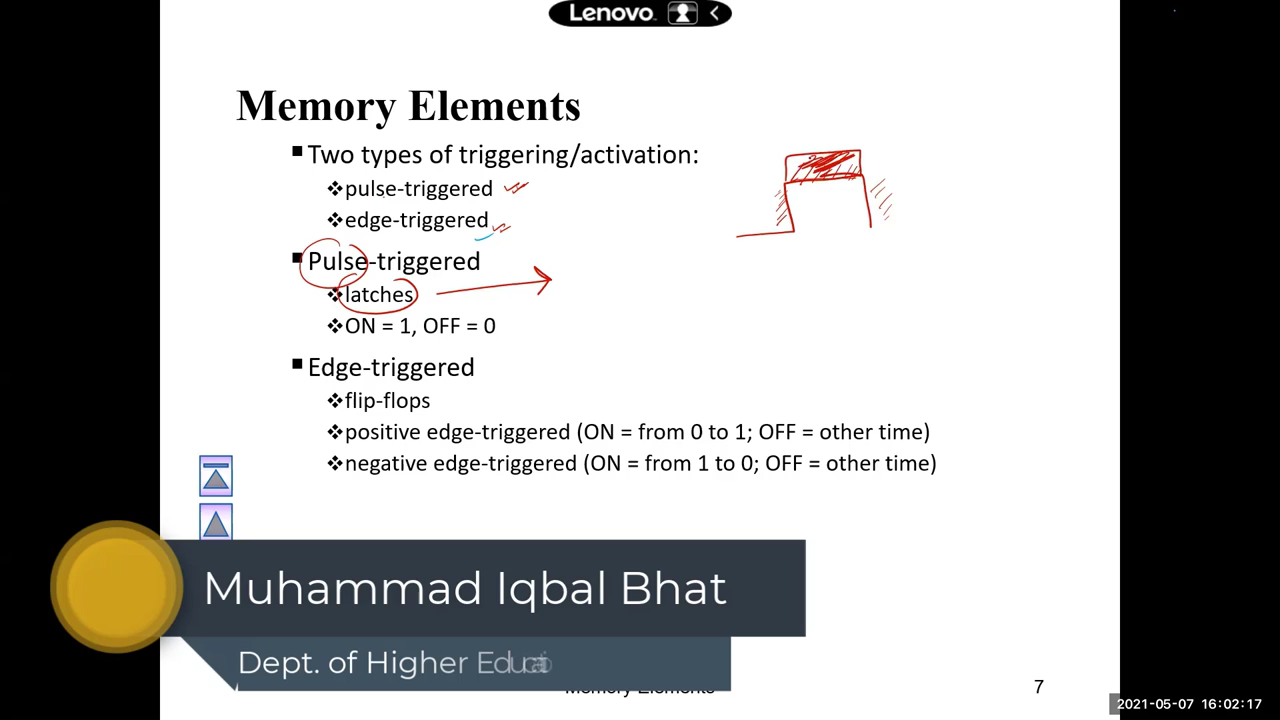 Lenovo
Memory Elements
Two types of triggering/activation:
pulse-triggered
edge-triggered
Pulse-triggered
latches
ON = 1, OFF = 0
Edge-triggered
flip-flops
positive edge-triggered (ON = from 0 to 1; OFF = other time)
negative edge-triggered (ON = from 1 to 0; OFF = other time)
Muhammad Iqbal Bhat
Dept. of Higher
Memory Elements
7
2021-05-07 16:02:17